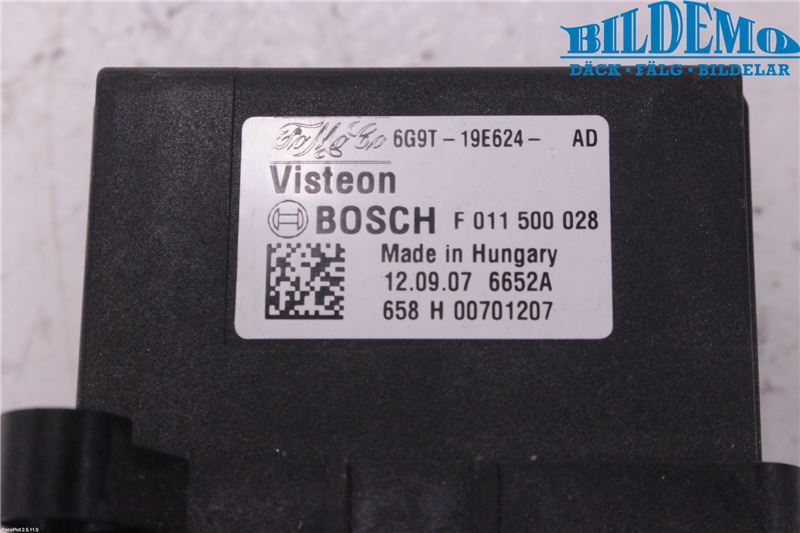 BILDEMO
DÄCK · FÄLG · BILDELAR
FoMoCo 6G9T - 19E624 - AD
Visteon
BOSCH F 011 500 028
Made in Hungary
12.09.07 6652A
658 H 00701207